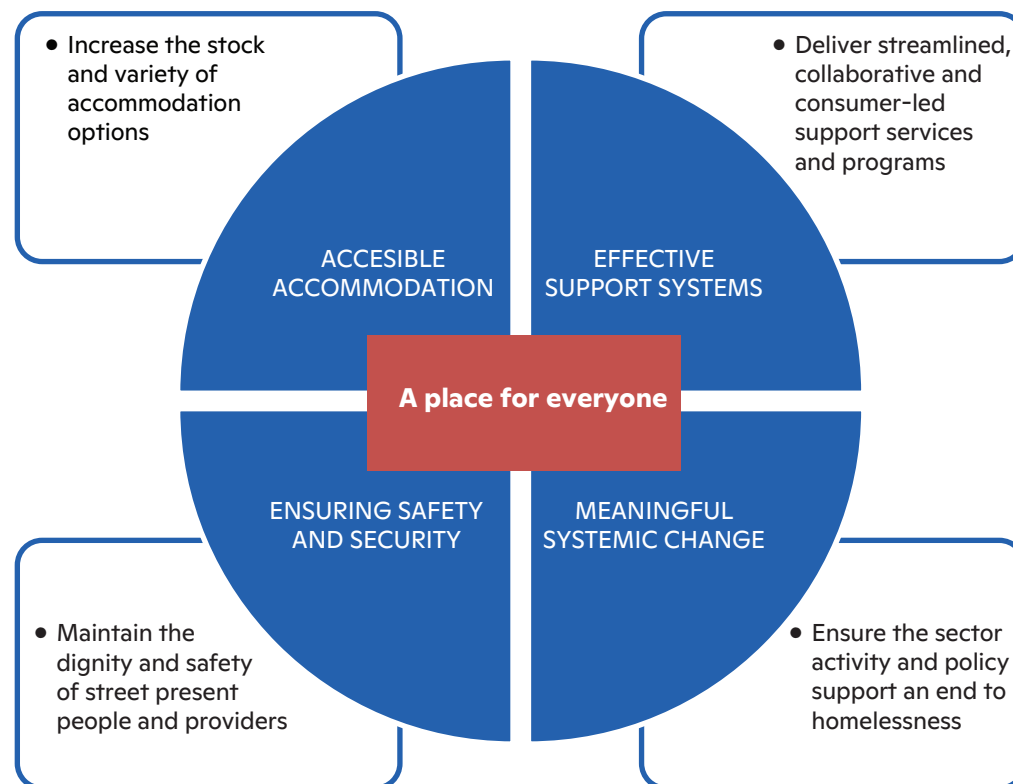 • Increase the stock
and variety of
accommodation
options
• Deliver streamlined,
collaborative and
consumer-led
support services
and programs
ACCESIBLE
ACCOMMODATION
EFFECTIVE
SUPPORT SYSTEMS
A place for everyone
ENSURING SAFETY
AND SECURITY
MEANINGFUL
SYSTEMIC CHANGE
• Maintain the
dignity and safety
of street present
people and providers
• Ensure the sector
activity and policy
support an end to
homelessness